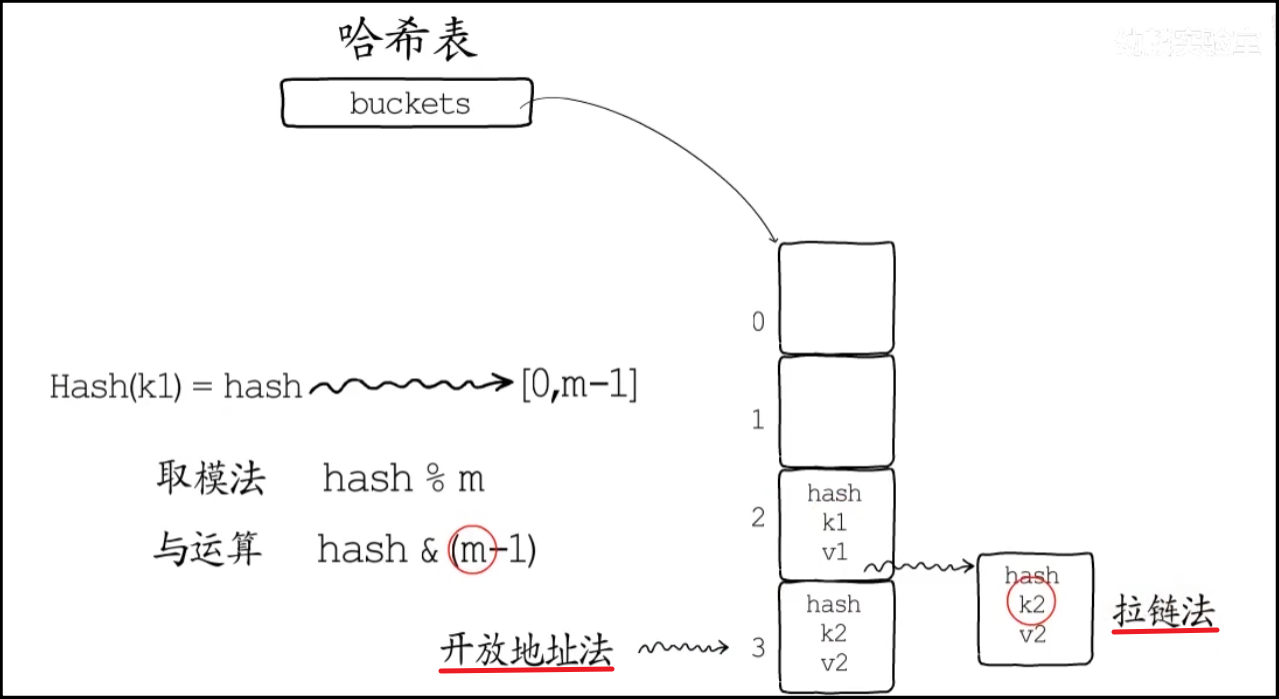 哈希表
buckets
0
Hash(k1) = hash [0,m-1]
1
取模法 hash % m
与运算 hash & (m-1)
2
hash
k1
v1
hash
k2
v2
拉链法
开放地址法
3
hash
k2
v2